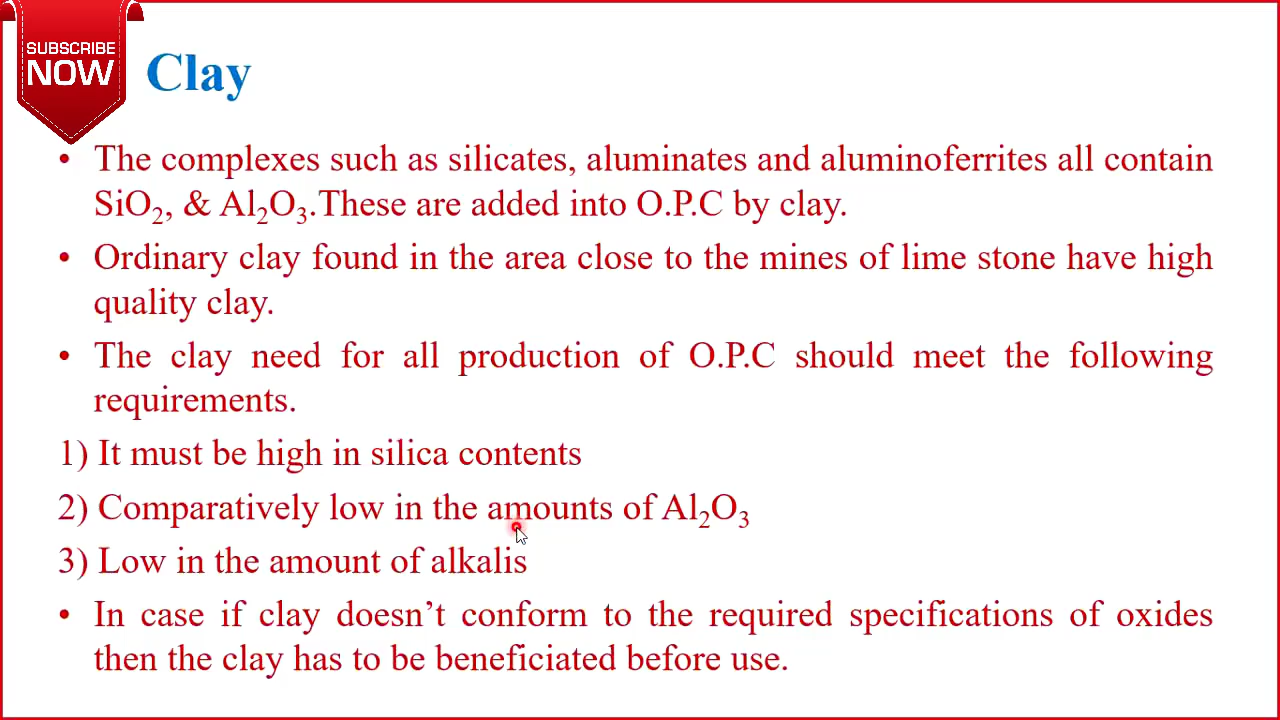 SUBSCRIBE
NOW
Clay
• The complexes such as silicates, aluminates and aluminoferrites all contain
SiO₂, & Al₂O₃.These are added into O.P.C by clay.
• Ordinary clay found in the area close to the mines of lime stone have high
quality clay.
• The clay need for all production of O.P.C should meet the following
requirements.
1) It must be high in silica contents
2) Comparatively low in the amounts of Al₂O₃
3) Low in the amount of alkalis
• In case if clay doesn’t conform to the required specifications of oxides
then the clay has to be beneficiated before use.